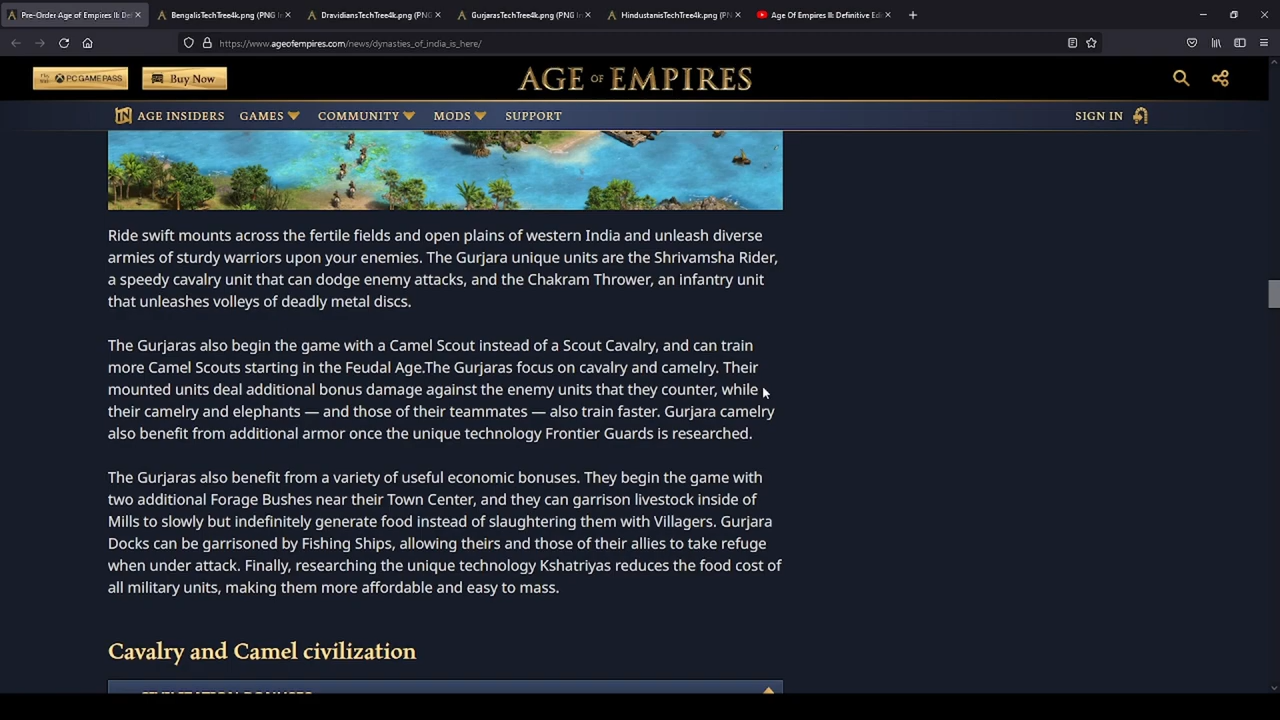 Pre-Order Age of Empires II: De
BengalisTechTree4k.png (PNG I
DravidiansTechTree4k.png (PNG
GurjarasTechTree4k.png (PNG In
HindustanisTechTree4k.png (PN
Age Of Empires II: Definitive Ed
https://www.ageofempires.com/news/dynasties_of_india_is_here/
PC GAME PASS
Buy Now
AGE OF EMPIRES
AGE INSIDERS
GAMES
COMMUNITY
MODS
SUPPORT
SIGN IN
Ride swift mounts across the fertile fields and open plains of western India and unleash diverse
armies of sturdy warriors upon your enemies. The Gurjara unique units are the Shrivamsha Rider,
a speedy cavalry unit that can dodge enemy attacks, and the Chakram Thrower, an infantry unit
that unleashes volleys of deadly metal discs.
The Gurjaras also begin the game with a Camel Scout instead of a Scout Cavalry, and can train
more Camel Scouts starting in the Feudal Age.The Gurjaras focus on cavalry and camelry. Their
mounted units deal additional bonus damage against the enemy units that they counter, while
their camelry and elephants — and those of their teammates — also train faster. Gurjara camelry
also benefit from additional armor once the unique technology Frontier Guards is researched.
The Gurjaras also benefit from a variety of useful economic bonuses. They begin the game with
two additional Forage Bushes near their Town Center, and they can garrison livestock inside of
Mills to slowly but indefinitely generate food instead of slaughtering them with Villagers. Gurjara
Docks can be garrisoned by Fishing Ships, allowing theirs and those of their allies to take refuge
when under attack. Finally, researching the unique technology Kshatriyas reduces the food cost of
all military units, making them more affordable and easy to mass.
Cavalry and Camel civilization
CIVILIZATION BONUSES